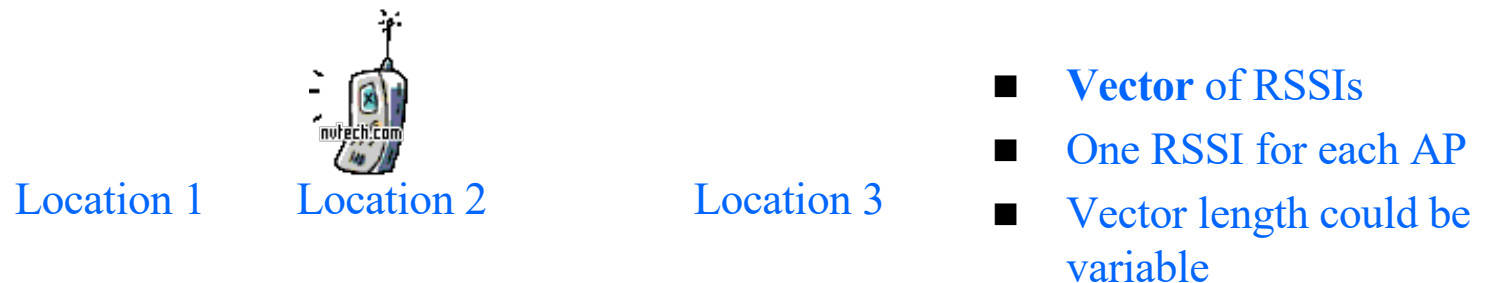 nvtech.com
Location 1
Location 2
Location 3
■ Vector of RSSIs
■ One RSSI for each AP
■ Vector length could be
variable